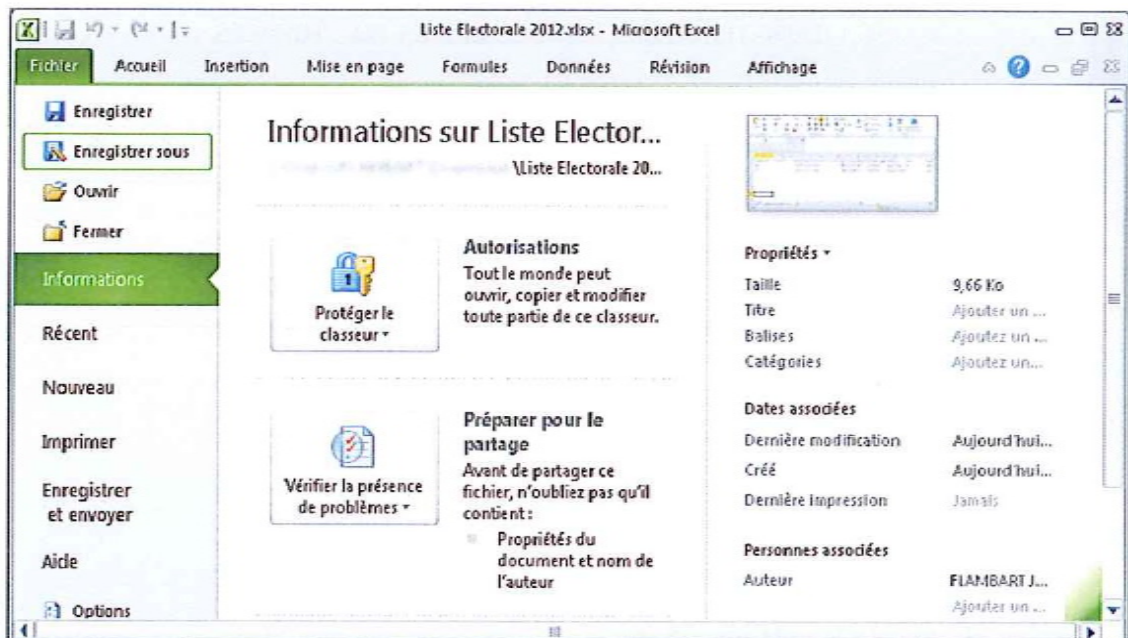 Liste Electorale 2012.xlsx - Microsoft Excel
Fichier Accueil Insertion Mise en page Formules Données Révision Affichage
Enregistrer
Enregistrer sous
Ouvrir
Fermer
Informations
Récent
Nouveau
Imprimer
Enregistrer
et envoyer
Aide
Options
Informations sur Liste Elector...
\Liste Electorale 20...
Protéger le
classeur
Autorisations
Tout le monde peut
ouvrir, copier et modifier
toute partie de ce classeur.
Vérifier la présence
de problèmes
Préparer pour le
partage
Avant de partager ce
fichier, n'oubliez pas qu'il
contient :
Propriétés du
document et nom de
l'auteur
Propriétés
Taille 9,66 Ko
Titre Ajouter un ...
Balises Ajoutez un ...
Catégories Ajoutez un...
Dates associées
Dernière modification Aujourd'hui...
Créé Aujourd'hui...
Dernière impression Jamais
Personnes associées
Auteur FLAMBART J...
Ajouter un ...